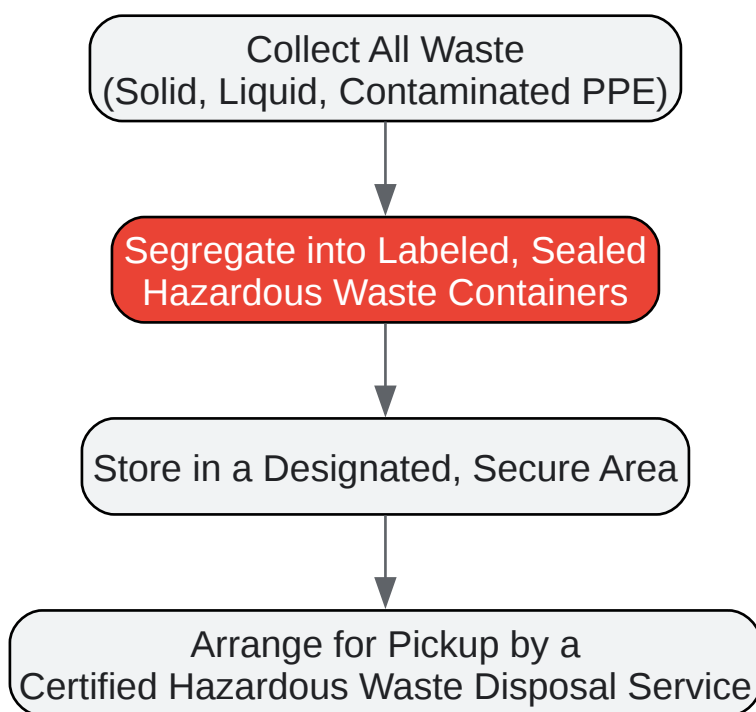 Collect All Waste
(Solid, Liquid, Contaminated PPE)
Segregate into Labeled, Sealed
Hazardous Waste Containers
Store in a Designated, Secure Area
Arrange for Pickup by a
Certified Hazardous Waste Disposal Service